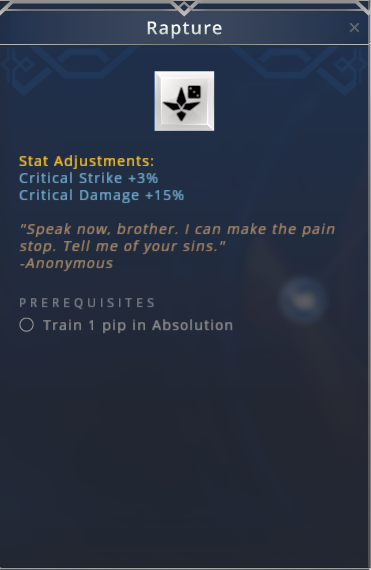 Rapture
Stat Adjustments:
Critical Strike +3%
Critical Damage +15%
"Speak now, brother. I can make the pain
stop. Tell me of your sins."
-Anonymous
PREREQUISITES
Train 1 pip in Absolution